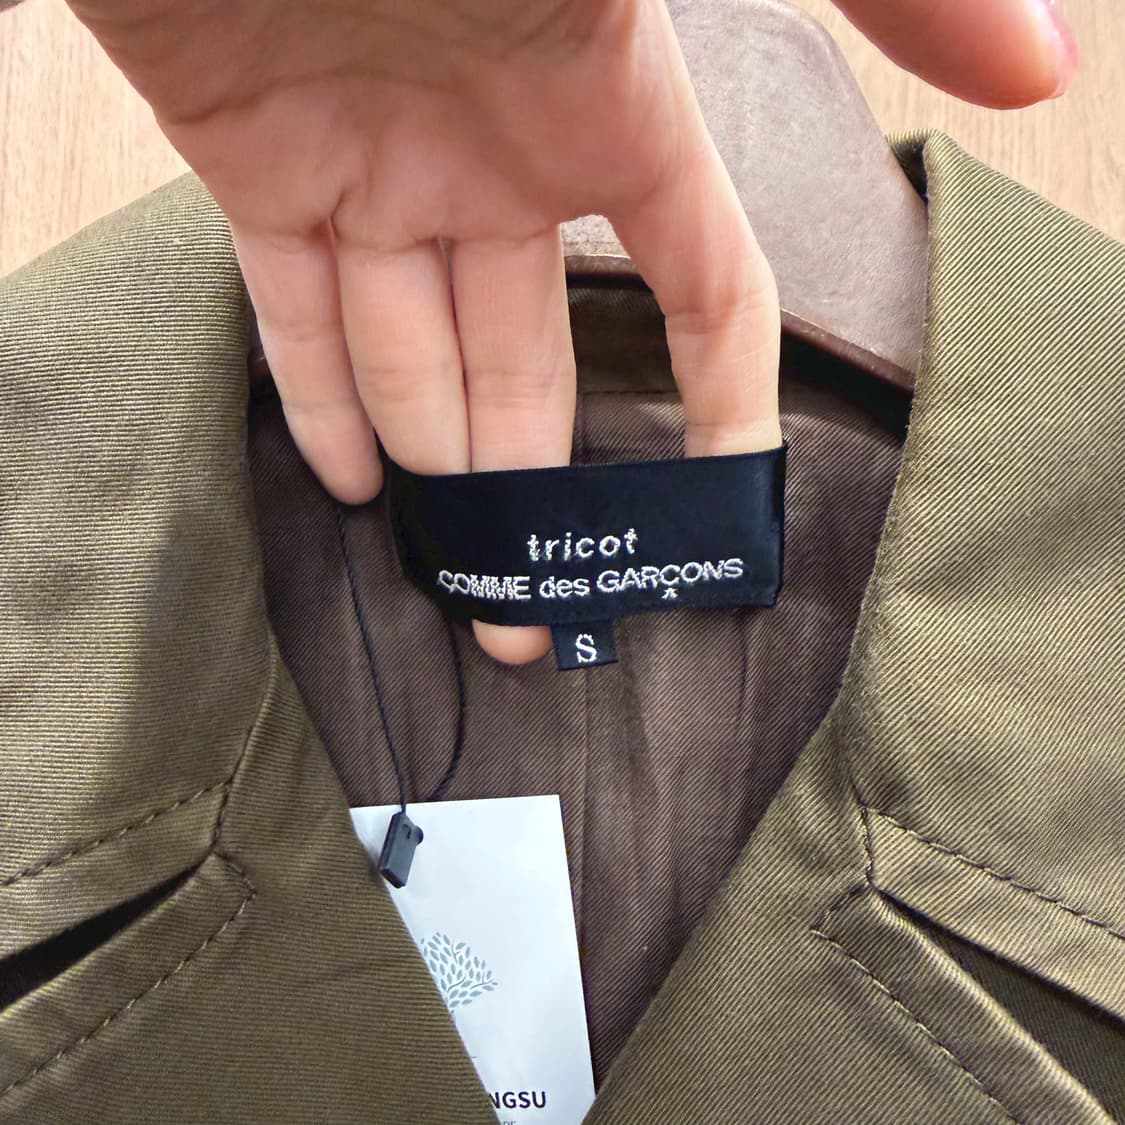 tricot
COMME des GARÇONS
S
NGSU